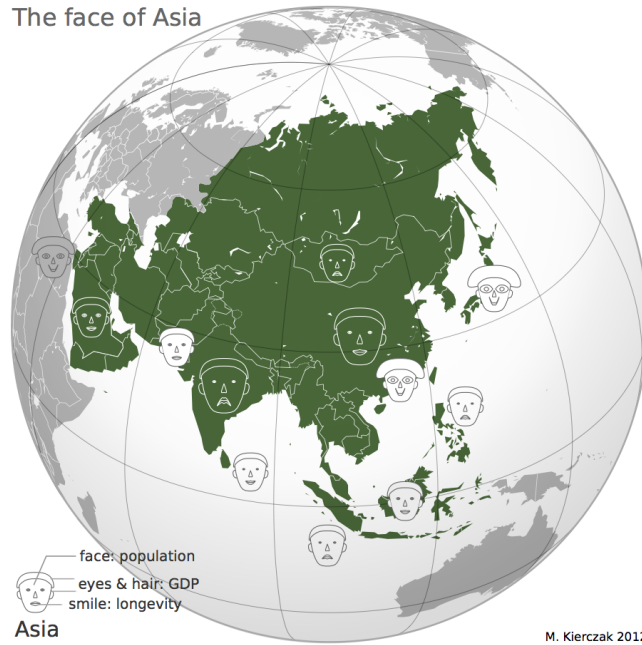 The face of Asia
face: population
eyes & hair: GDP
smile: longevity
Asia
M. Kierczak 2012